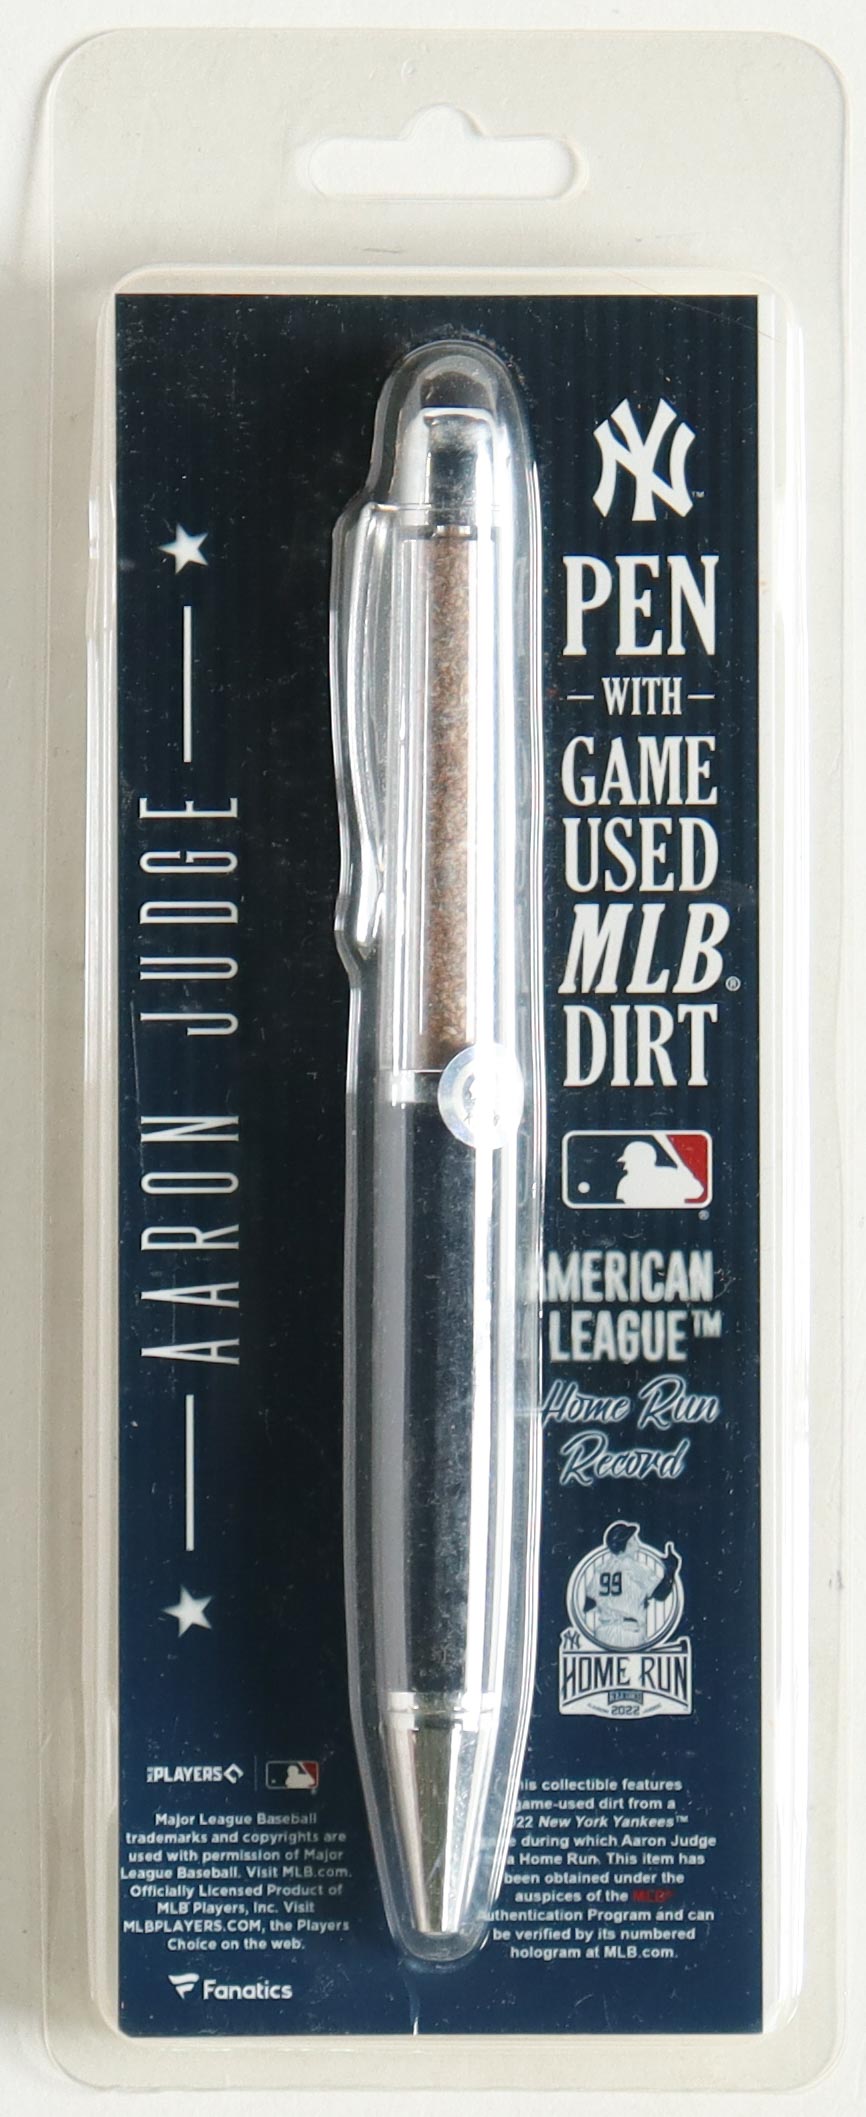 AARON JUDGE
NY™
PEN
WITH
GAME
USED
MLB®
DIRT
AMERICAN
LEAGUE™
Home Run
Record
99
NY
HOME RUN
2022
PLAYERS
Major League Baseball
trademarks and copyrights are
used with permission of Major
League Baseball. Visit MLB.com.
Officially Licensed Product of
MLB Players, Inc. Visit
MLBPLAYERS.COM, the Players
Choice on the web.
Fanatics
collectible features
game-used dirt from a
22 New York Yankees™
during which Aaron Judge
a Home Run. This item has
been obtained under the
auspices of the MLB®
Authentication Program and can
be verified by its numbered
hologram at MLB.com.